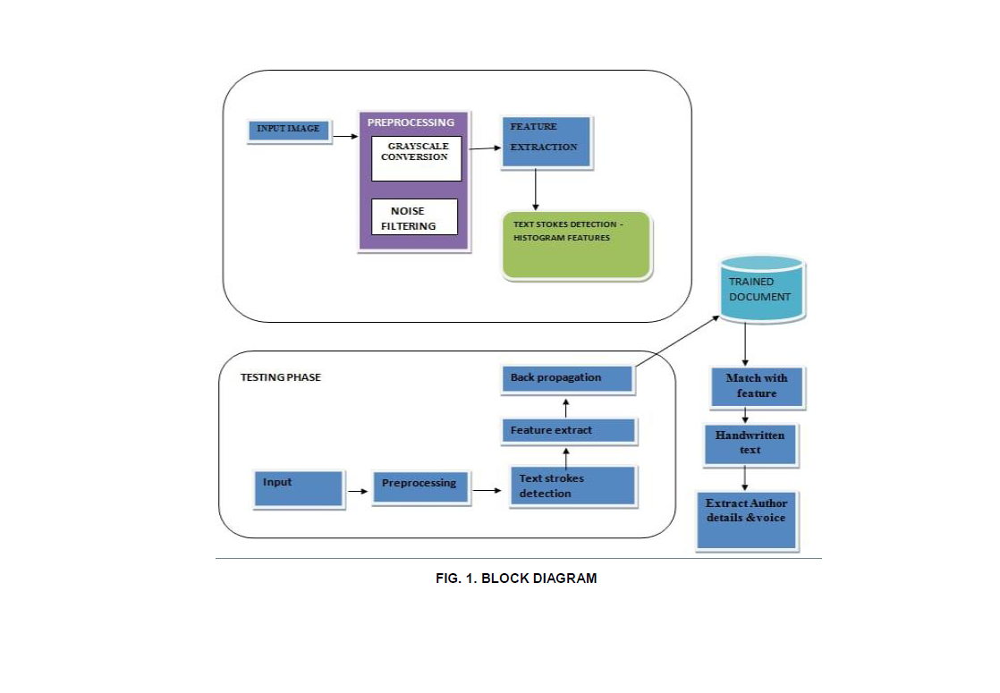 INPUT IMAGE
PREPROCESSING
GRAYSCALE
CONVERSION
NOISE
FILTERING
FEATURE
EXTRACTION
TEXT STOKES DETECTION -
HISTOGRAM FEATURES
TRAINED
DOCUMENT
TESTING PHASE
Back propagation
Feature extract
Input
Preprocessing
Text strokes
detection
Match with
feature
Handwritten
text
Extract Author
details &voice
FIG. 1. BLOCK DIAGRAM